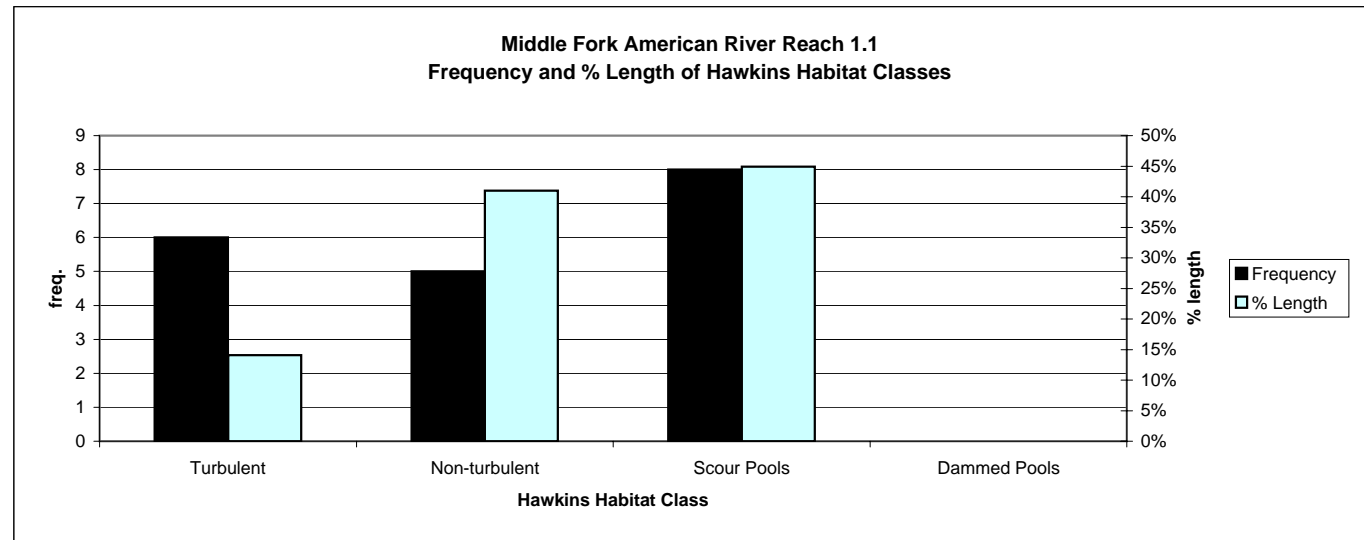 Middle Fork American River Reach 1.1
Frequency and % Length of Hawkins Habitat Classes
freq.
9
8
7
6
5
4
3
2
1
0
50%
45%
40%
35%
30%
25%
20%
15%
10%
5%
0%
% length
Turbulent Non-turbulent Scour Pools Dammed Pools
Hawkins Habitat Class
Frequency
% Length